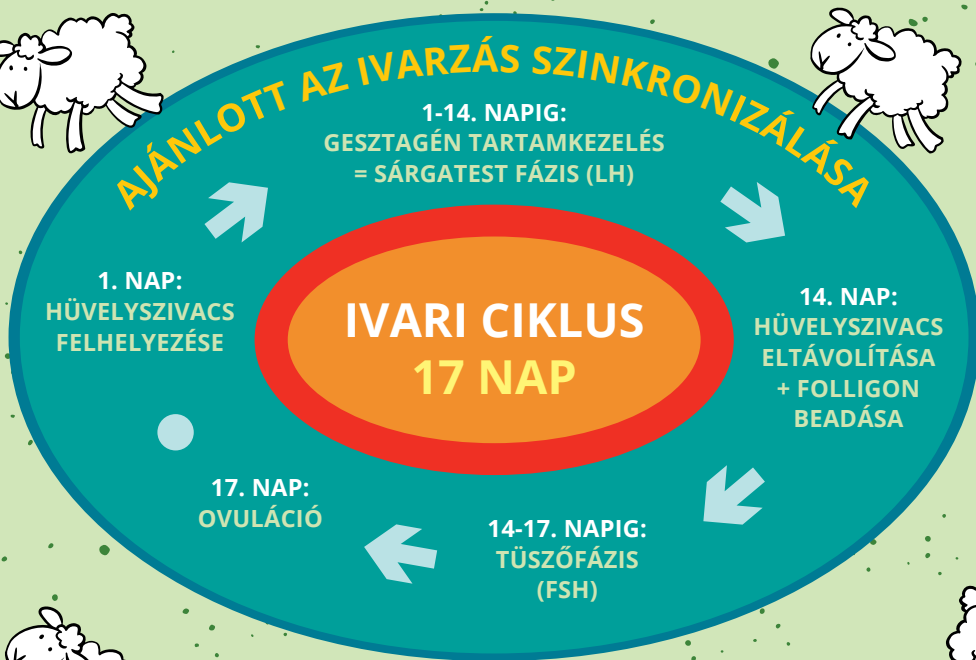 AJÁNLOTT AZ IVARZÁS SZINKRONIZÁLÁSA
1-14. NAPIG:
GESZTAGÉN TARTAMKEZELÉS
= SÁRGATEST FÁZIS (LH)
1. NAP:
HÜVELYSZIVACS
FELHELYEZÉSE
IVARI CIKLUS
17 NAP
14. NAP:
HÜVELYSZIVACS
ELTÁVOLÍTÁSA
+ FOLLIGON
BEADÁSA
17. NAP:
OVULÁCIÓ
14-17. NAPIG:
TÜSZŐFÁZIS
(FSH)